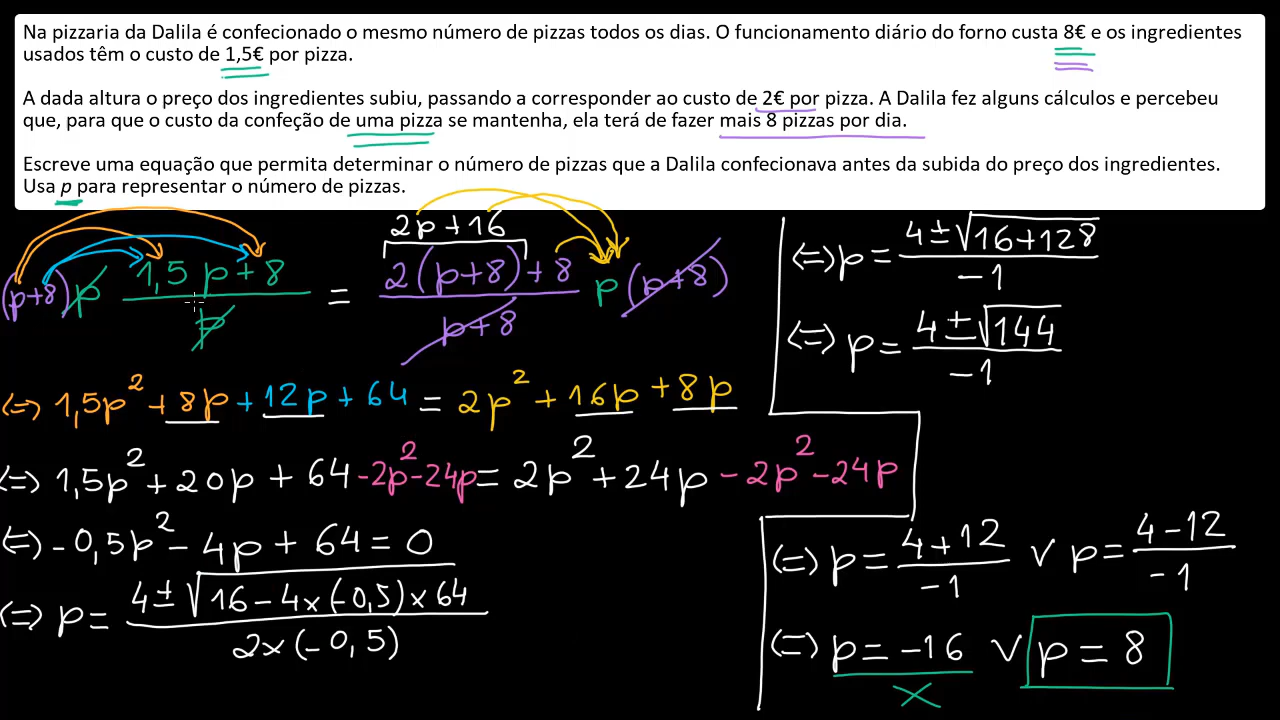 Na pizzaria da Dalila é confecionado o mesmo número de pizzas todos os dias. O funcionamento diário do forno custa 8€ e os ingredientes
usados têm o custo de 1,5€ por pizza.
A dada altura o preço dos ingredientes subiu, passando a corresponder ao custo de 2€ por pizza. A Dalila fez alguns cálculos e percebeu
que, para que o custo da confeção de uma pizza se mantenha, ela terá de fazer mais 8 pizzas por dia.
Escreve uma equação que permita determinar o número de pizzas que a Dalila confecionava antes da subida do preço dos ingredientes.
Usa p para representar o número de pizzas.
2p+16
(p+8)p (1,5p+8)/p = (2(p+8)+8)/(p+8) p(p+8)
⇔ 1,5p² + 8p + 12p + 64 = 2p² + 16p + 8p
⇔ 1,5p² + 20p + 64 -2p² -24p = 2p² + 24p - 2p² - 24p
⇔ -0,5p² - 4p + 64 = 0
⇔ p = (4±√(16-4×(-0,5)×64))/(2×(-0,5))
⇔ p = (4±√(16+128))/(-1)
⇔ p = (4±√144)/(-1)
⇔ p = (4+12)/(-1) ∨ p = (4-12)/(-1)
⇔ p = -16 ∨ p = 8
×